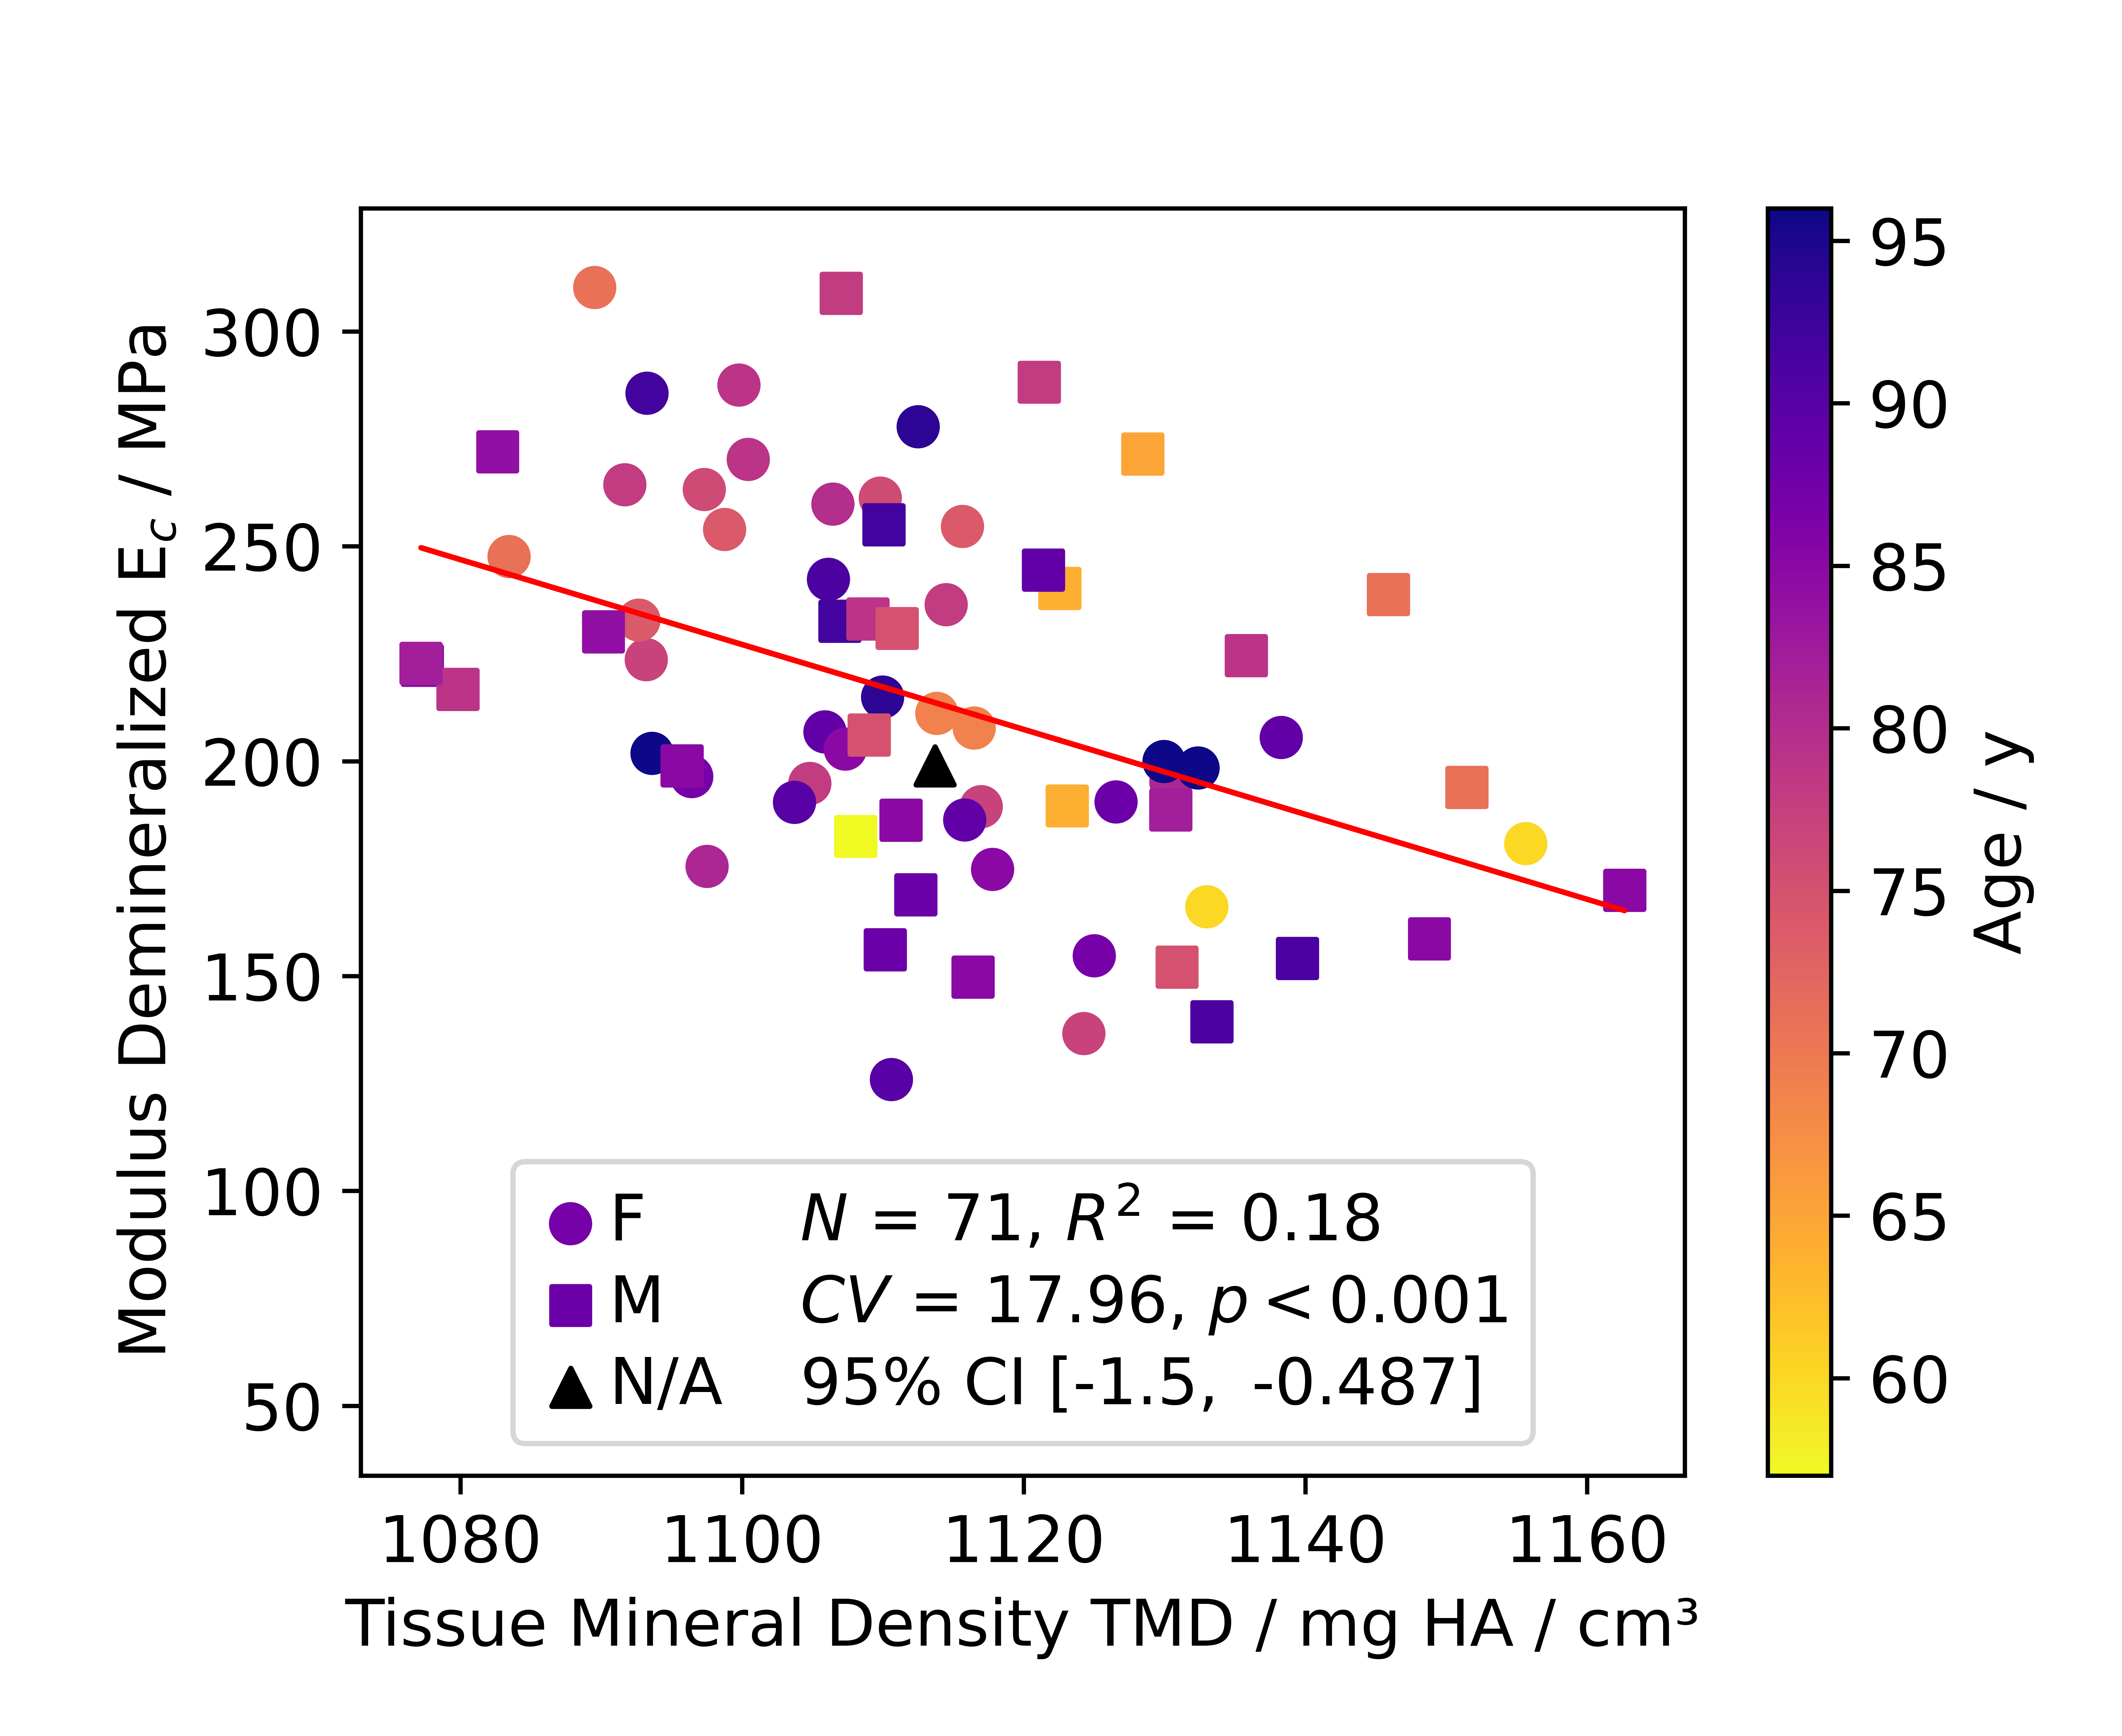 Modulus Demineralized E_c / MPa
300
250
200
150
100
50
F N = 71, R² = 0.18
M CV = 17.96, p < 0.001
N/A 95% CI [-1.5, -0.487]
1080 1100 1120 1140 1160
Tissue Mineral Density TMD / mg HA / cm³
95
90
85
80
75
70
65
60
Age / y